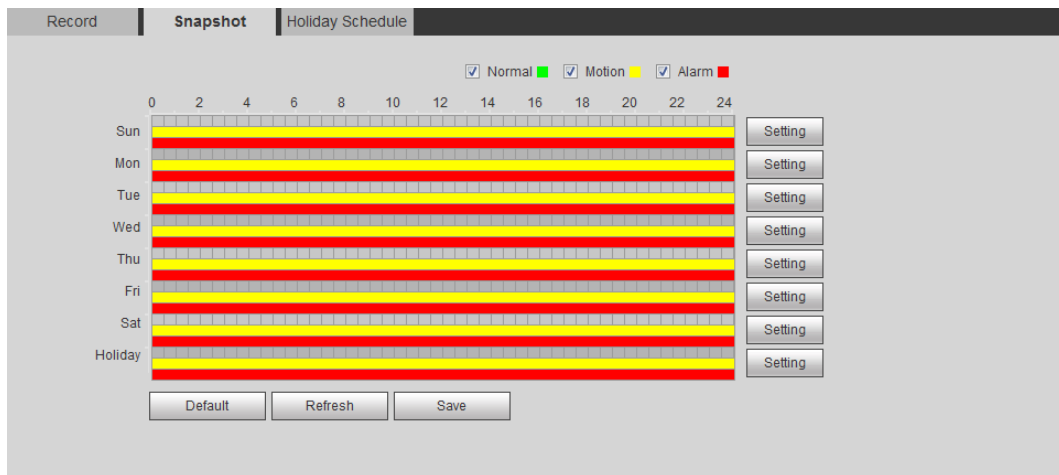 Record Snapshot Holiday Schedule
Normal Motion Alarm
0 2 4 6 8 10 12 14 16 18 20 22 24
Sun Setting
Mon Setting
Tue Setting
Wed Setting
Thu Setting
Fri Setting
Sat Setting
Holiday Setting
Default Refresh Save